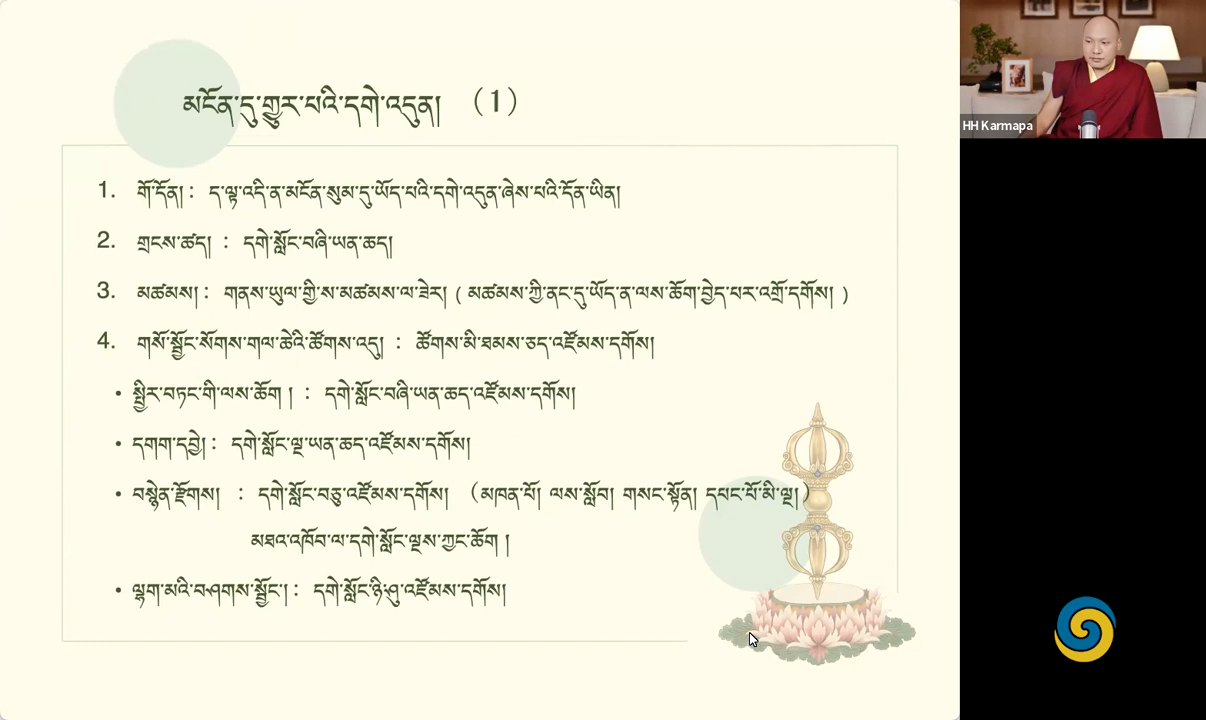 མངོན་དུ་གྱུར་པའི་དགེ་འདུན། (1)
1. གོ་དོན། : ད་ལྟ་འདི་ན་མངོན་སུམ་དུ་ཡོད་པའི་དགེ་འདུན་ཞེས་པའི་དོན་ཡིན།
2. གྲངས་ཚད། : དགེ་སློང་བཞི་ཡན་ཆད།
3. མཚམས། : གནས་ཡུལ་གྱི་ས་མཚམས་ལ་ཟེར། ( མཚམས་ཀྱི་ནང་དུ་ཡོད་ན་ལས་ཆོག་བྱེད་པར་འགྲོ་དགོས། )
4. གསོ་སྦྱོང་སོགས་གལ་ཆེའི་ཚོགས་འདུ། : ཚོགས་མི་ཐམས་ཅད་འཛོམས་དགོས།
• སྤྱིར་བཏང་གི་ལས་ཆོག ། : དགེ་སློང་བཞི་ཡན་ཆད་འཛོམས་དགོས།
• དགག་དབྱེ། : དགེ་སློང་ལྔ་ཡན་ཆད་འཛོམས་དགོས།
• བསྙེན་རྫོགས། : དགེ་སློང་བཅུ་འཛོམས་དགོས། (མཁན་པོ། ལས་སློབ། གསང་སྟོན། དཔང་པོ་མི་ལྔ།)
མཐའ་འཁོབ་ལ་དགེ་སློང་ལྔས་ཀྱང་ཆོག །
• ལྷག་མའི་བཤགས་སྦྱོང་། : དགེ་སློང་ཉི་ཤུ་འཛོམས་དགོས།
HH Karmapa